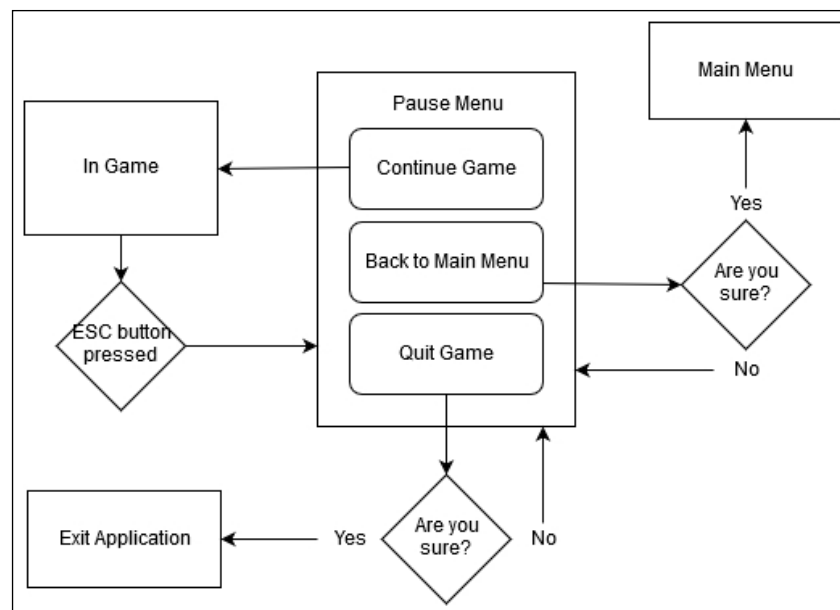 Main Menu
Pause Menu
In Game
Continue Game
Yes
Back to Main Menu
Are you
sure?
ESC button
pressed
Quit Game
No
Exit Application
Yes
Are you
sure?
No